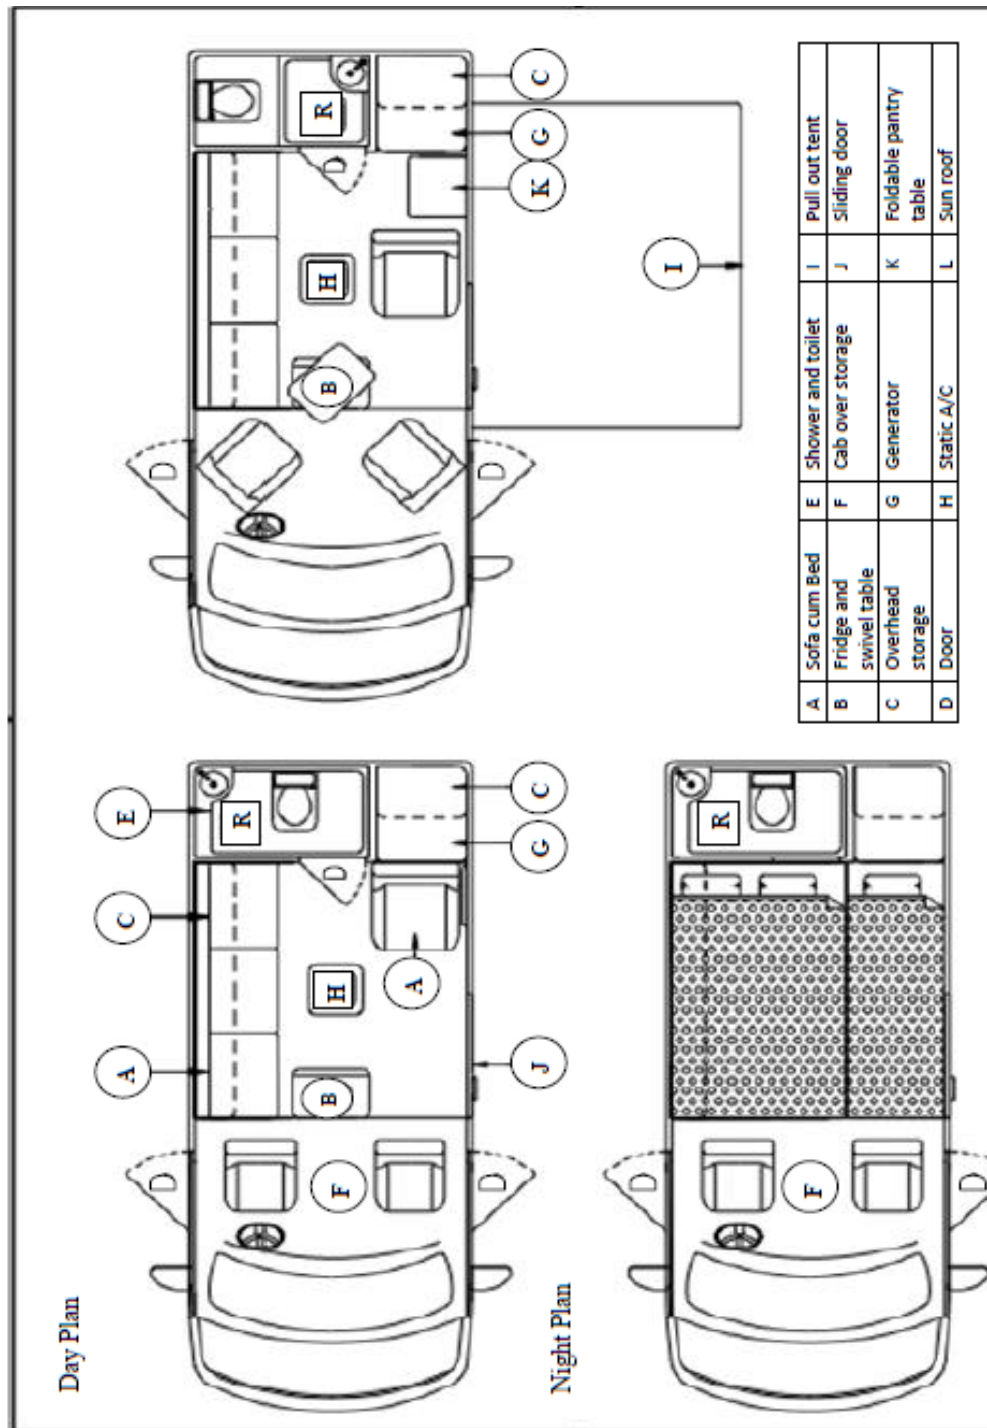 Day Plan
A
C
E
D
R
F
B
H
D
A
D
J
G
C
D
R
B
H
D
D
K
G
C
I
Night Plan
D
R
F
D
A Sofa cum Bed E Shower and toilet I Pull out tent
B Fridge and F Cab over storage J Sliding door
swivel table
C Overhead G Generator K Foldable pantry
storage table
D Door H Static A/C L Sun roof